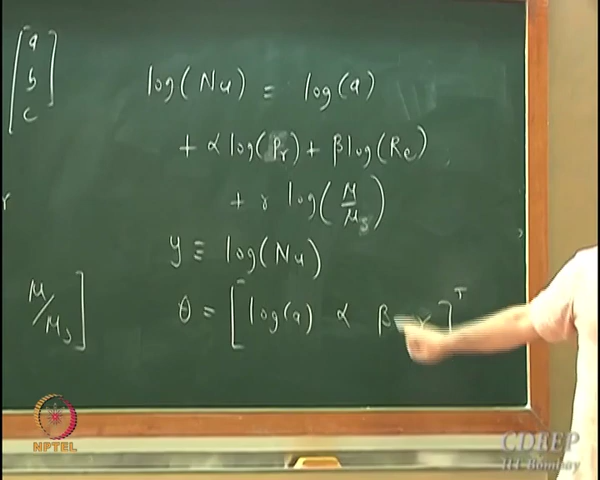 [a
b
c]
log(Nu) = log(a)
+ α log(Pr) + β log(Re)
+ γ log(μ/μs)
y ≡ log(Nu)
μ/μs]
θ = [log(a) α β γ]ᵀ
NPTEL
CDEEP
IIT Bombay